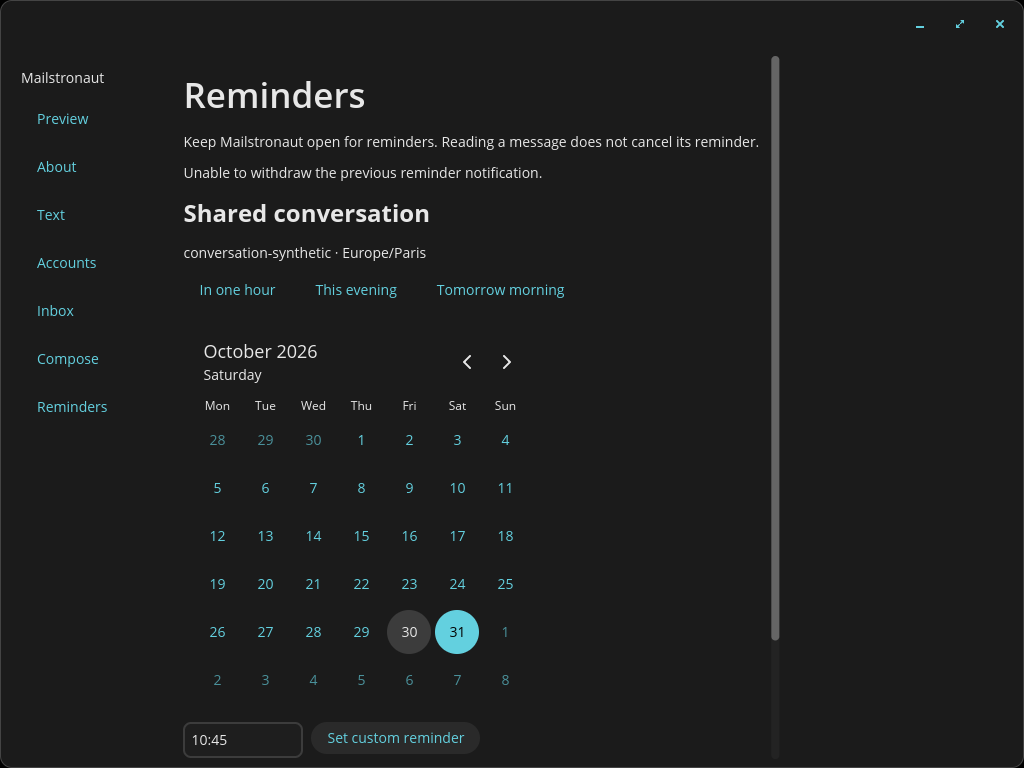 Mailstronaut
Preview
About
Text
Accounts
Inbox
Compose
Reminders
Reminders
Keep Mailstronaut open for reminders. Reading a message does not cancel its reminder.
Unable to withdraw the previous reminder notification.
Shared conversation
conversation-synthetic · Europe/Paris
In one hour This evening Tomorrow morning
October 2026
Saturday
Mon Tue Wed Thu Fri Sat Sun
28 29 30 1 2 3 4
5 6 7 8 9 10 11
12 13 14 15 16 17 18
19 20 21 22 23 24 25
26 27 28 29 30 31 1
2 3 4 5 6 7 8
10:45 Set custom reminder